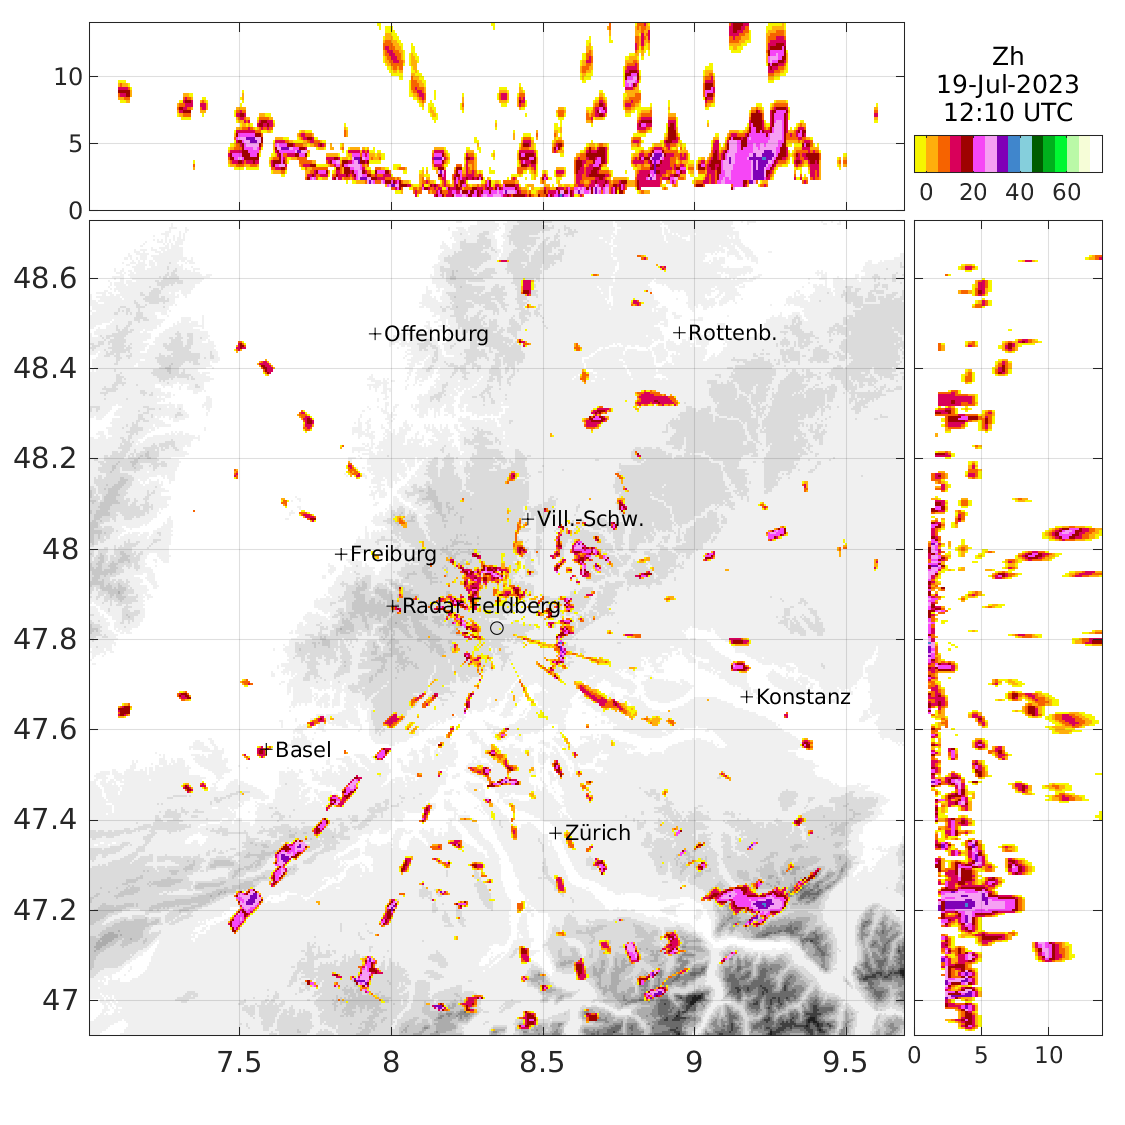 10
5
0
Zh
19-Jul-2023
12:10 UTC
0 20 40 60
48.6
48.4
48.2
48
47.8
47.6
47.4
47.2
47
+Offenburg
+Rottenb.
+Vill.-Schw.
+Freiburg
+Radar Feldberg
+Konstanz
+Basel
+Zürich
7.5 8 8.5 9 9.5
0 5 10